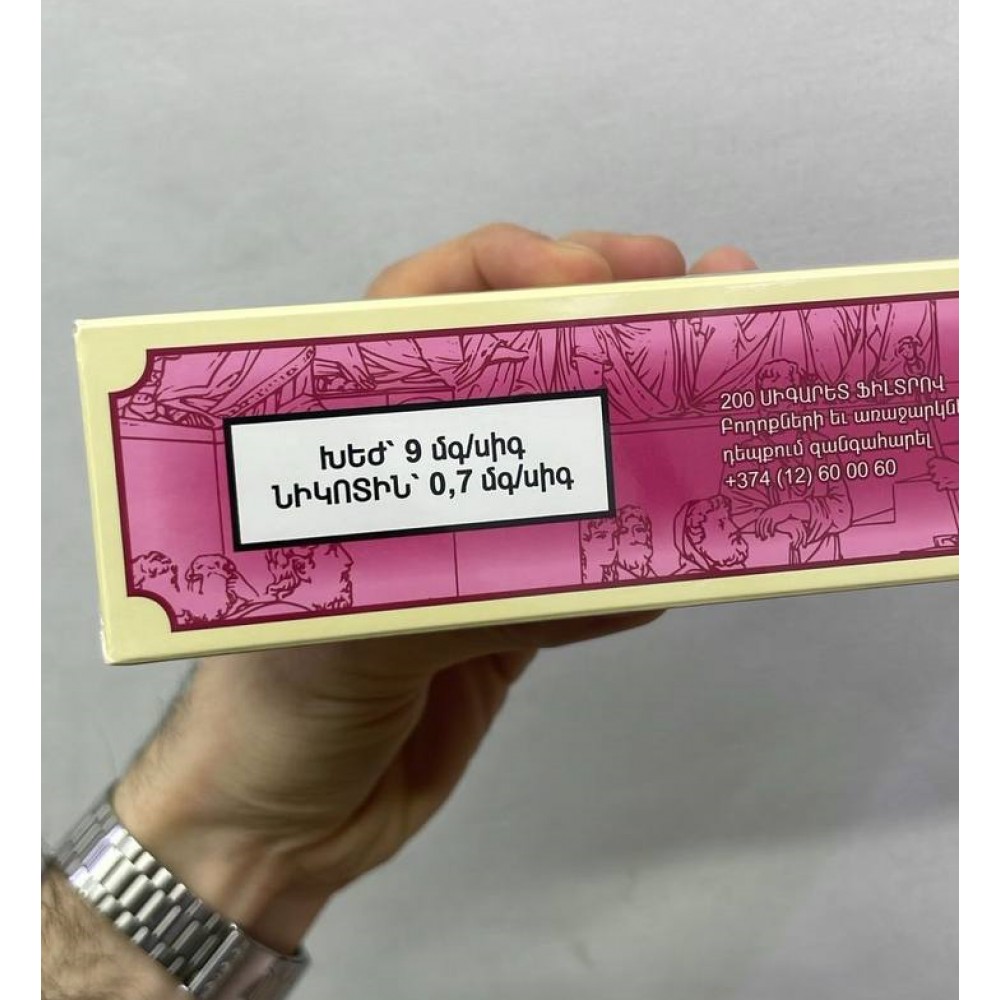 ԽԵԺ՝ 9 մգ/սիգ
ՆԻԿՈՏԻՆ՝ 0,7 մգ/սիգ
200 ՍԻԳԱՐԵՏ ՖԻԼՏՐՈՎ
Բողոքների եւ առաջարկնե
դեպքում զանգահարել
+374 (12) 60 00 60